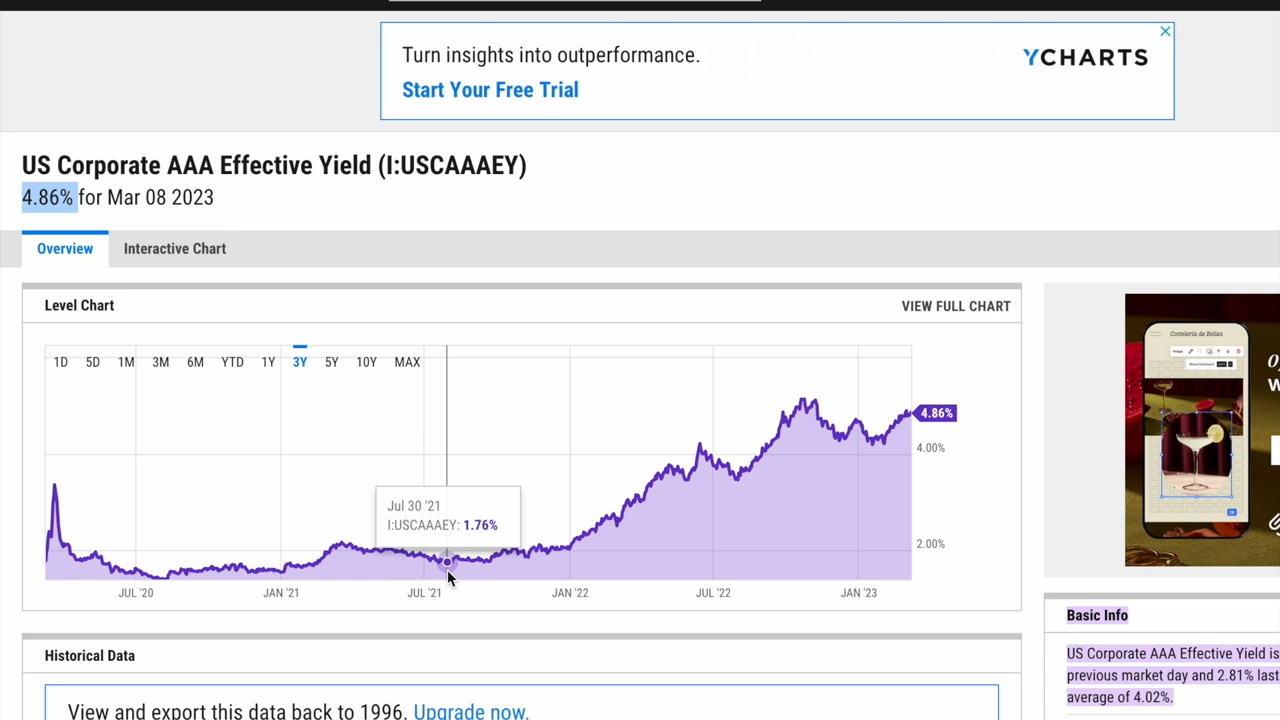 Turn insights into outperformance.
YCHARTS
Start Your Free Trial
US Corporate AAA Effective Yield (I:USCAAAEY)
4.86% for Mar 08 2023
Overview
Interactive Chart
Level Chart
VIEW FULL CHART
1D 5D 1M 3M 6M YTD 1Y 3Y 5Y 10Y MAX
4.86%
4.00%
2.00%
Jul 30 '21
I:USCAAAEY: 1.76%
JUL '20 JAN '21 JUL '21 JAN '22 JUL '22 JAN '23
Coctelería de Belleza
Image
Historical Data
View and export this data back to 1996. Upgrade now.
Basic Info
US Corporate AAA Effective Yield is
previous market day and 2.81% last
average of 4.02%.